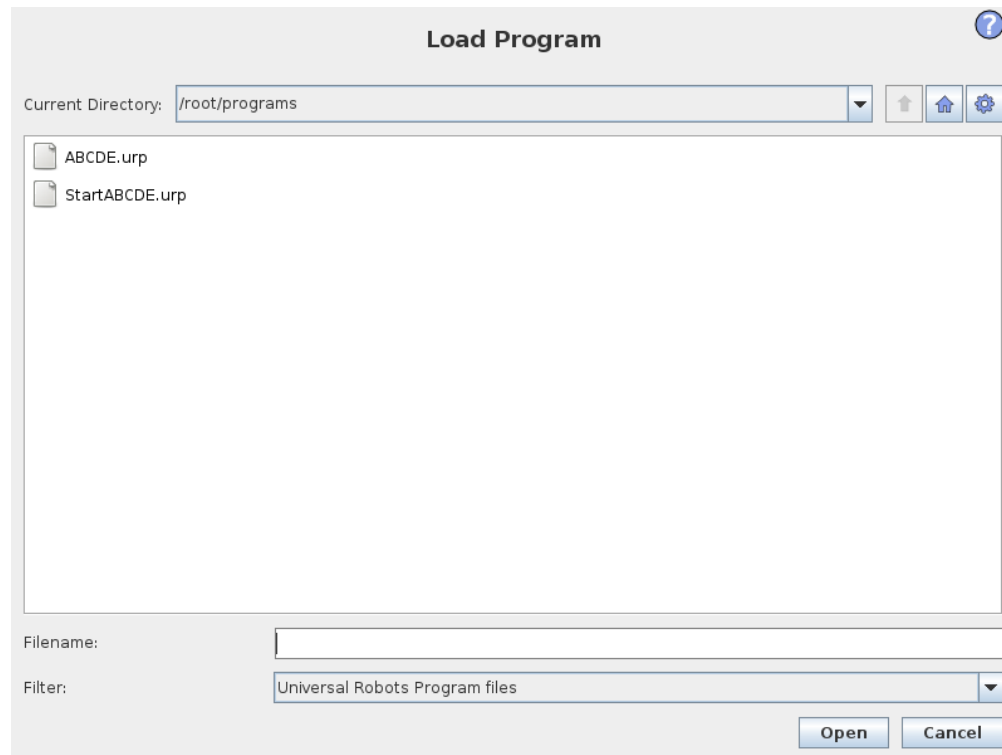 Load Program
?
Current Directory: /root/programs
ABCDE.urp
StartABCDE.urp
Filename:
Filter: Universal Robots Program files
Open Cancel